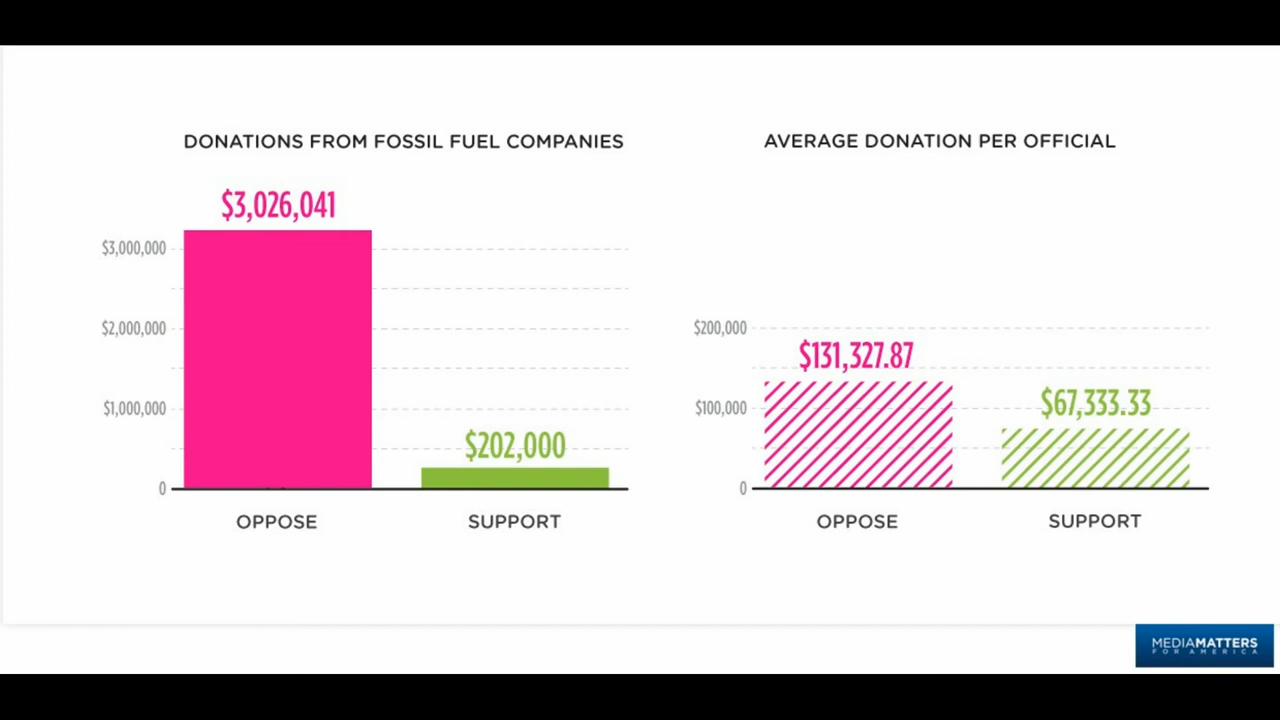 DONATIONS FROM FOSSIL FUEL COMPANIES
$3,026,041
$3,000,000
$2,000,000
$1,000,000
$202,000
0
OPPOSE
SUPPORT
AVERAGE DONATION PER OFFICIAL
$200,000
$131,327.87
$100,000
$67,333.33
0
OPPOSE
SUPPORT
MEDIAMATTERS
FOR AMERICA